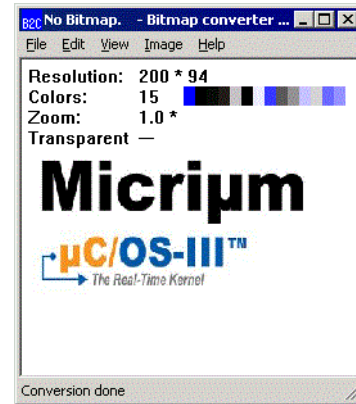 B2C No Bitmap. - Bitmap converter ...
File Edit View Image Help
Resolution: 200 * 94
Colors: 15
Zoom: 1.0 *
Transparent —
Micriµm
µC/OS-III™
The Real-Time Kernel
Conversion done